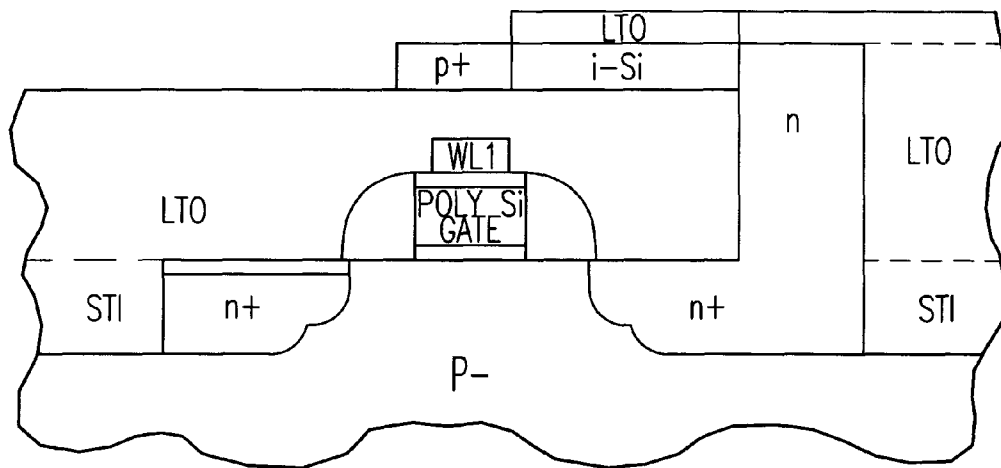 LTO
p+
i-Si
n
WL1
LTO
POLY Si
GATE
LTO
STI
n+
n+
STI
P-